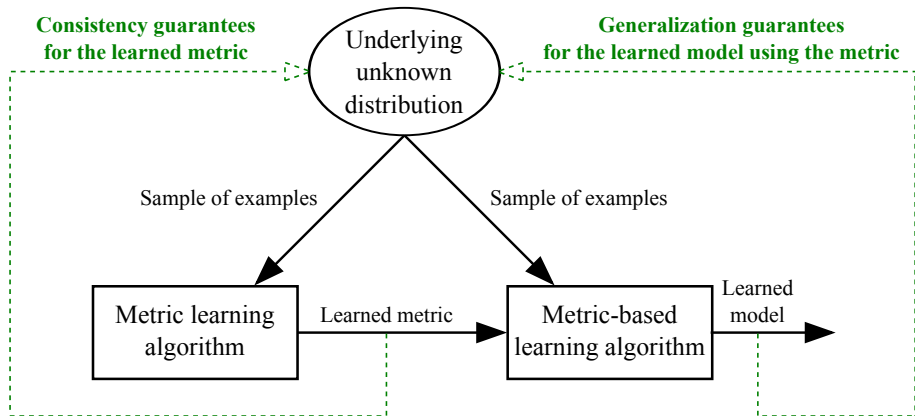 Consistency guarantees
for the learned metric
Underlying
unknown
distribution
Generalization guarantees
for the learned model using the metric
Sample of examples
Sample of examples
Metric learning
algorithm
Learned metric
Metric-based
learning algorithm
Learned
model